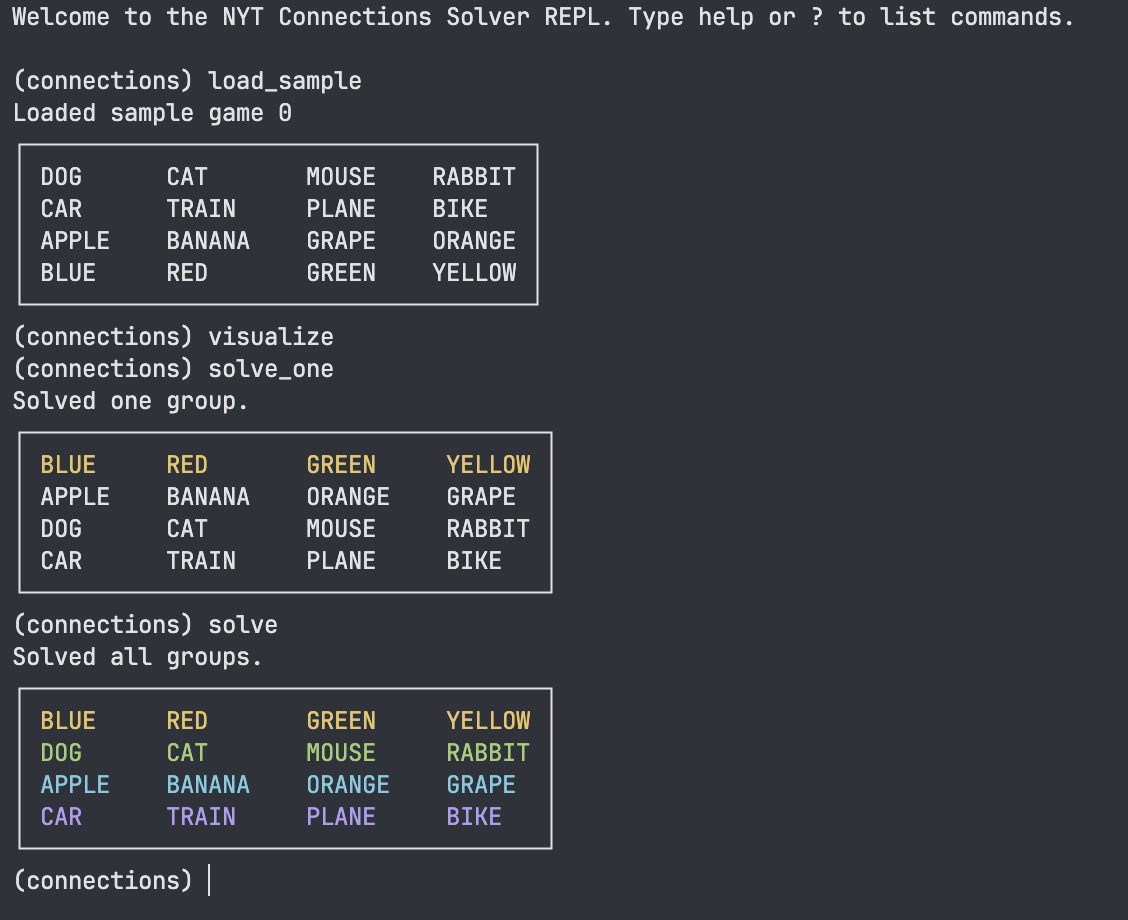 Welcome to the NYT Connections Solver REPL. Type help or ? to list commands.
(connections) load_sample
Loaded sample game 0
DOG CAT MOUSE RABBIT
CAR TRAIN PLANE BIKE
APPLE BANANA GRAPE ORANGE
BLUE RED GREEN YELLOW
(connections) visualize
(connections) solve_one
Solved one group.
BLUE RED GREEN YELLOW
APPLE BANANA ORANGE GRAPE
DOG CAT MOUSE RABBIT
CAR TRAIN PLANE BIKE
(connections) solve
Solved all groups.
BLUE RED GREEN YELLOW
DOG CAT MOUSE RABBIT
APPLE BANANA ORANGE GRAPE
CAR TRAIN PLANE BIKE
(connections)